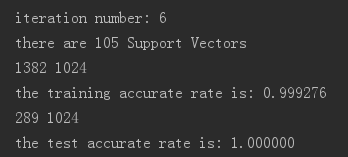 iteration number: 6
there are 105 Support Vectors
1382 1024
the training accurate rate is: 0.999276
289 1024
the test accurate rate is: 1.000000